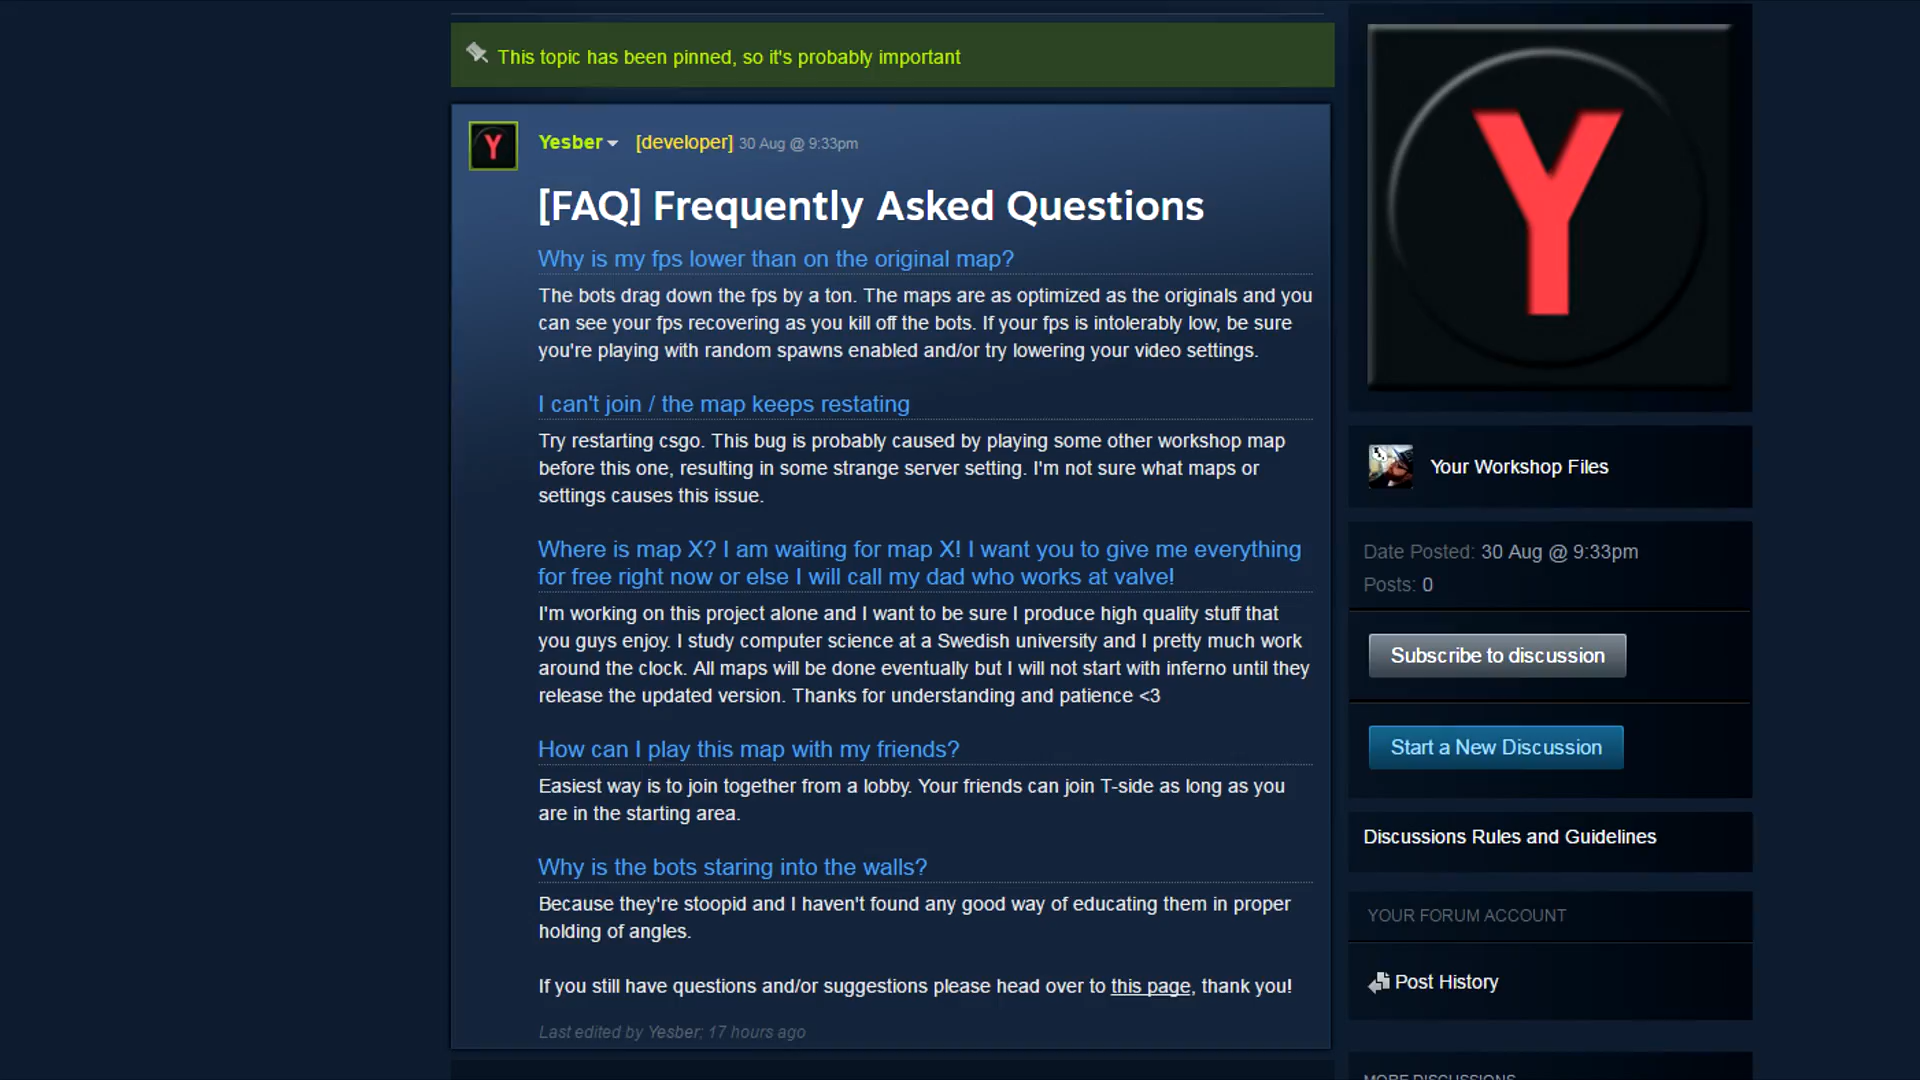 This topic has been pinned, so it's probably important
Y
Yesber
[developer] 30 Aug @ 9:33pm
[FAQ] Frequently Asked Questions
Why is my fps lower than on the original map?
The bots drag down the fps by a ton. The maps are as optimized as the originals and you
can see your fps recovering as you kill off the bots. If your fps is intolerably low, be sure
you're playing with random spawns enabled and/or try lowering your video settings.
I can't join / the map keeps restating
Try restarting csgo. This bug is probably caused by playing some other workshop map
before this one, resulting in some strange server setting. I'm not sure what maps or
settings causes this issue.
Where is map X? I am waiting for map X! I want you to give me everything
for free right now or else I will call my dad who works at valve!
I'm working on this project alone and I want to be sure I produce high quality stuff that
you guys enjoy. I study computer science at a Swedish university and I pretty much work
around the clock. All maps will be done eventually but I will not start with inferno until they
release the updated version. Thanks for understanding and patience <3
How can I play this map with my friends?
Easiest way is to join together from a lobby. Your friends can join T-side as long as you
are in the starting area.
Why is the bots staring into the walls?
Because they're stoopid and I haven't found any good way of educating them in proper
holding of angles.
If you still have questions and/or suggestions please head over to this page, thank you!
Last edited by Yesber; 17 hours ago
Y
Your Workshop Files
Date Posted: 30 Aug @ 9:33pm
Posts: 0
Subscribe to discussion
Start a New Discussion
Discussions Rules and Guidelines
YOUR FORUM ACCOUNT
Post History
MORE DISCUSSIONS